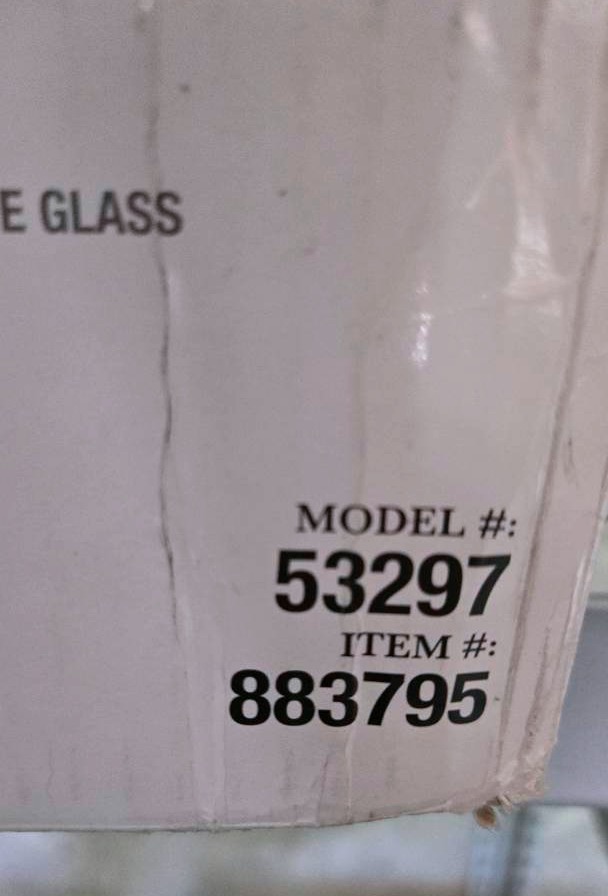 E GLASS
MODEL #:
53297
ITEM #:
883795